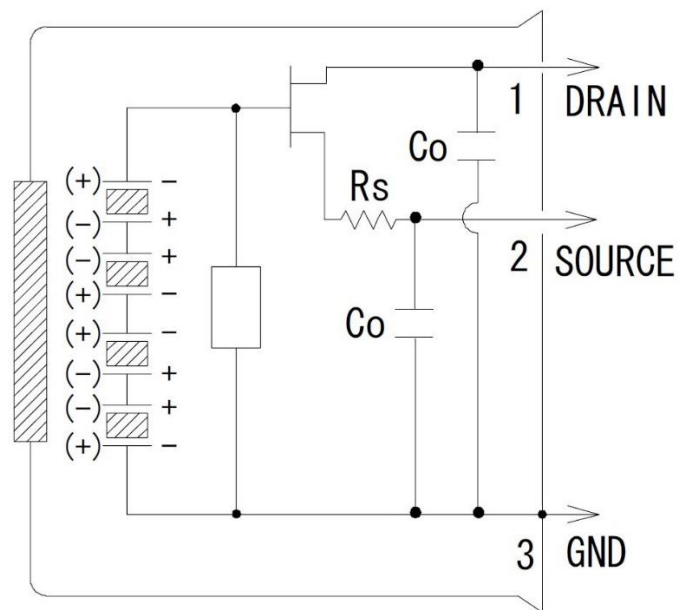 1 DRAIN
Co
Rs
2 SOURCE
Co
(+) -
(-) +
(-) +
(+) -
(+) -
(-) +
(-) +
(+) -
3 GND